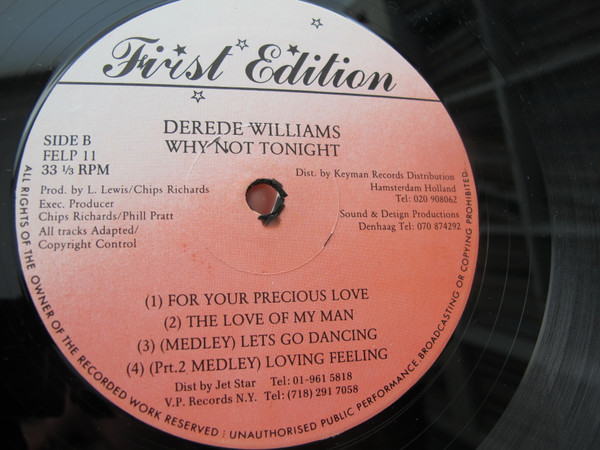 First Edition
DEREDE WILLIAMS
WHY NOT TONIGHT
SIDE B
FELP 11
33 1/3 RPM
Prod. by L. Lewis/Chips Richards
Exec. Producer
Chips Richards/Phill Pratt
All tracks Adapted/
Copyright Control
Dist. by Keyman Records Distribution
Hamsterdam Holland
Tel: 020 908062
Sound & Design Productions
Denhaag Tel: 070 874292
(1) FOR YOUR PRECIOUS LOVE
(2) THE LOVE OF MY MAN
(3) (MEDLEY) LETS GO DANCING
(4) (Prt.2 MEDLEY) LOVING FEELING
Dist by Jet Star Tel: 01-961 5818
V.P. Records N.Y. Tel: (718) 291 7058
ALL RIGHTS OF THE OWNER OF THE RECORDED WORK RESERVED : UNAUTHORISED PUBLIC PERFORMANCE, BROADCASTING OR COPYING PROHIBITED.